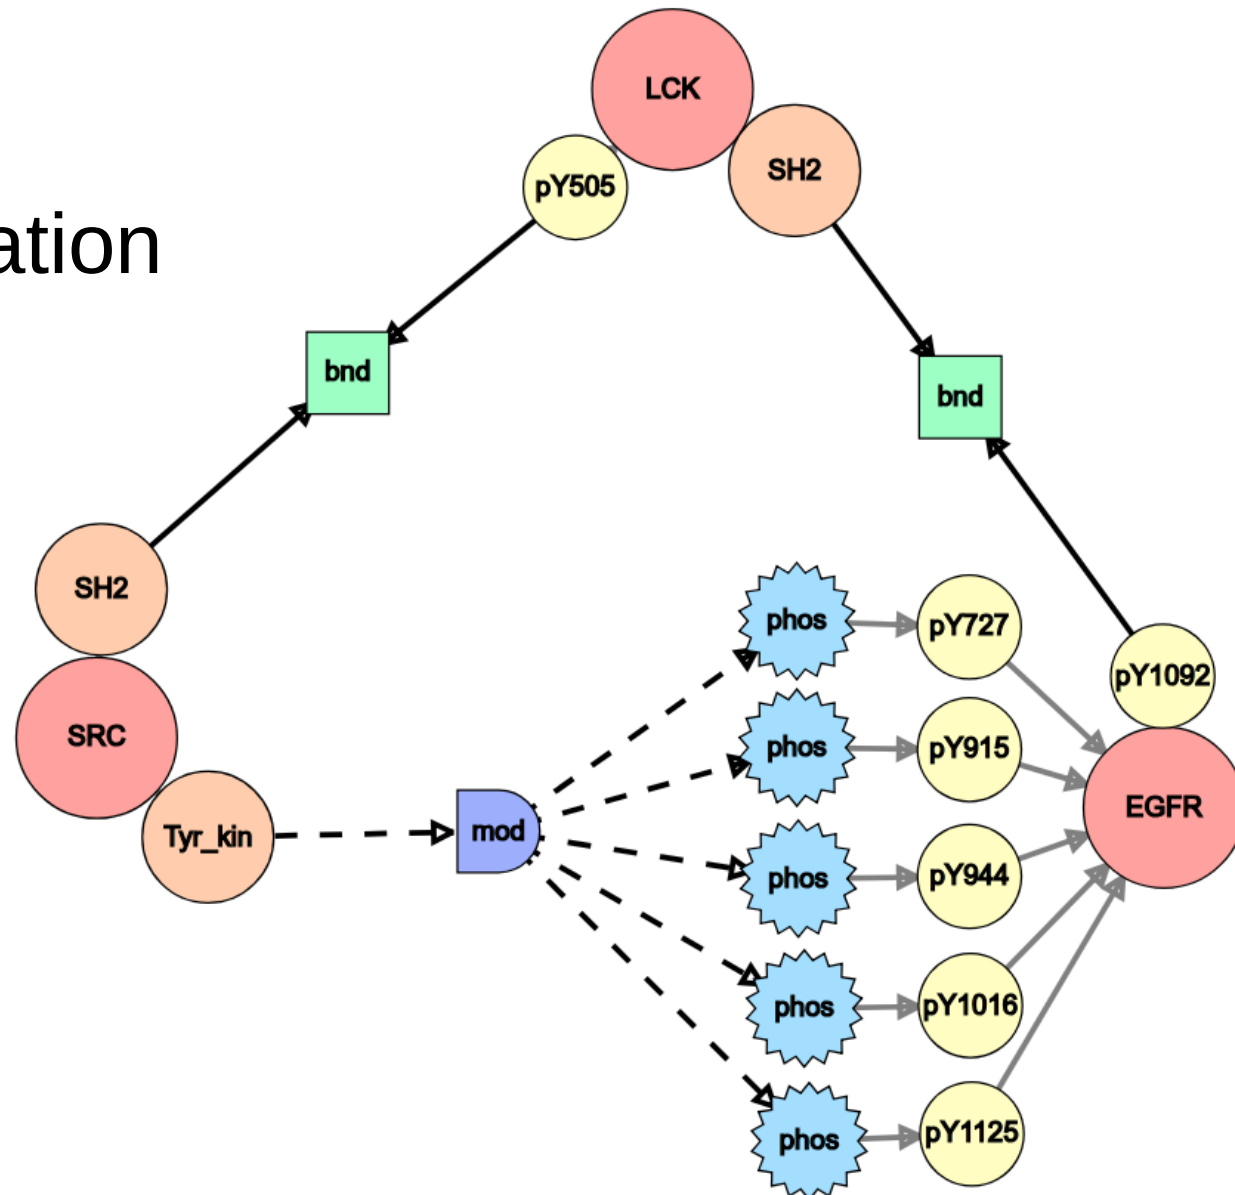 LCK
SH2
pY505
ation
bnd
bnd
SH2
phos
pY727
pY1092
SRC
phos
pY915
EGFR
Tyr_kin
mod
phos
pY944
phos
pY1016
phos
pY1125